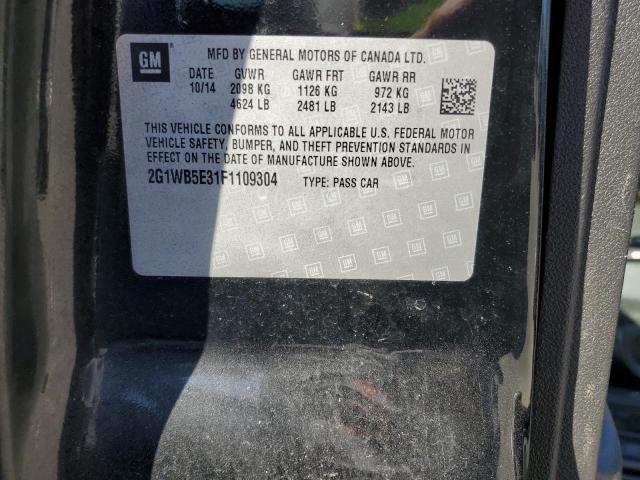 GM MFD BY GENERAL MOTORS OF CANADA LTD.
DATE GVWR GAWR FRT GAWR RR
10/14 2098 KG 1126 KG 972 KG
4624 LB 2481 LB 2143 LB
THIS VEHICLE CONFORMS TO ALL APPLICABLE U.S. FEDERAL MOTOR
VEHICLE SAFETY, BUMPER, AND THEFT PREVENTION STANDARDS IN
EFFECT ON THE DATE OF MANUFACTURE SHOWN ABOVE.
2G1WB5E31F1109304 TYPE: PASS CAR